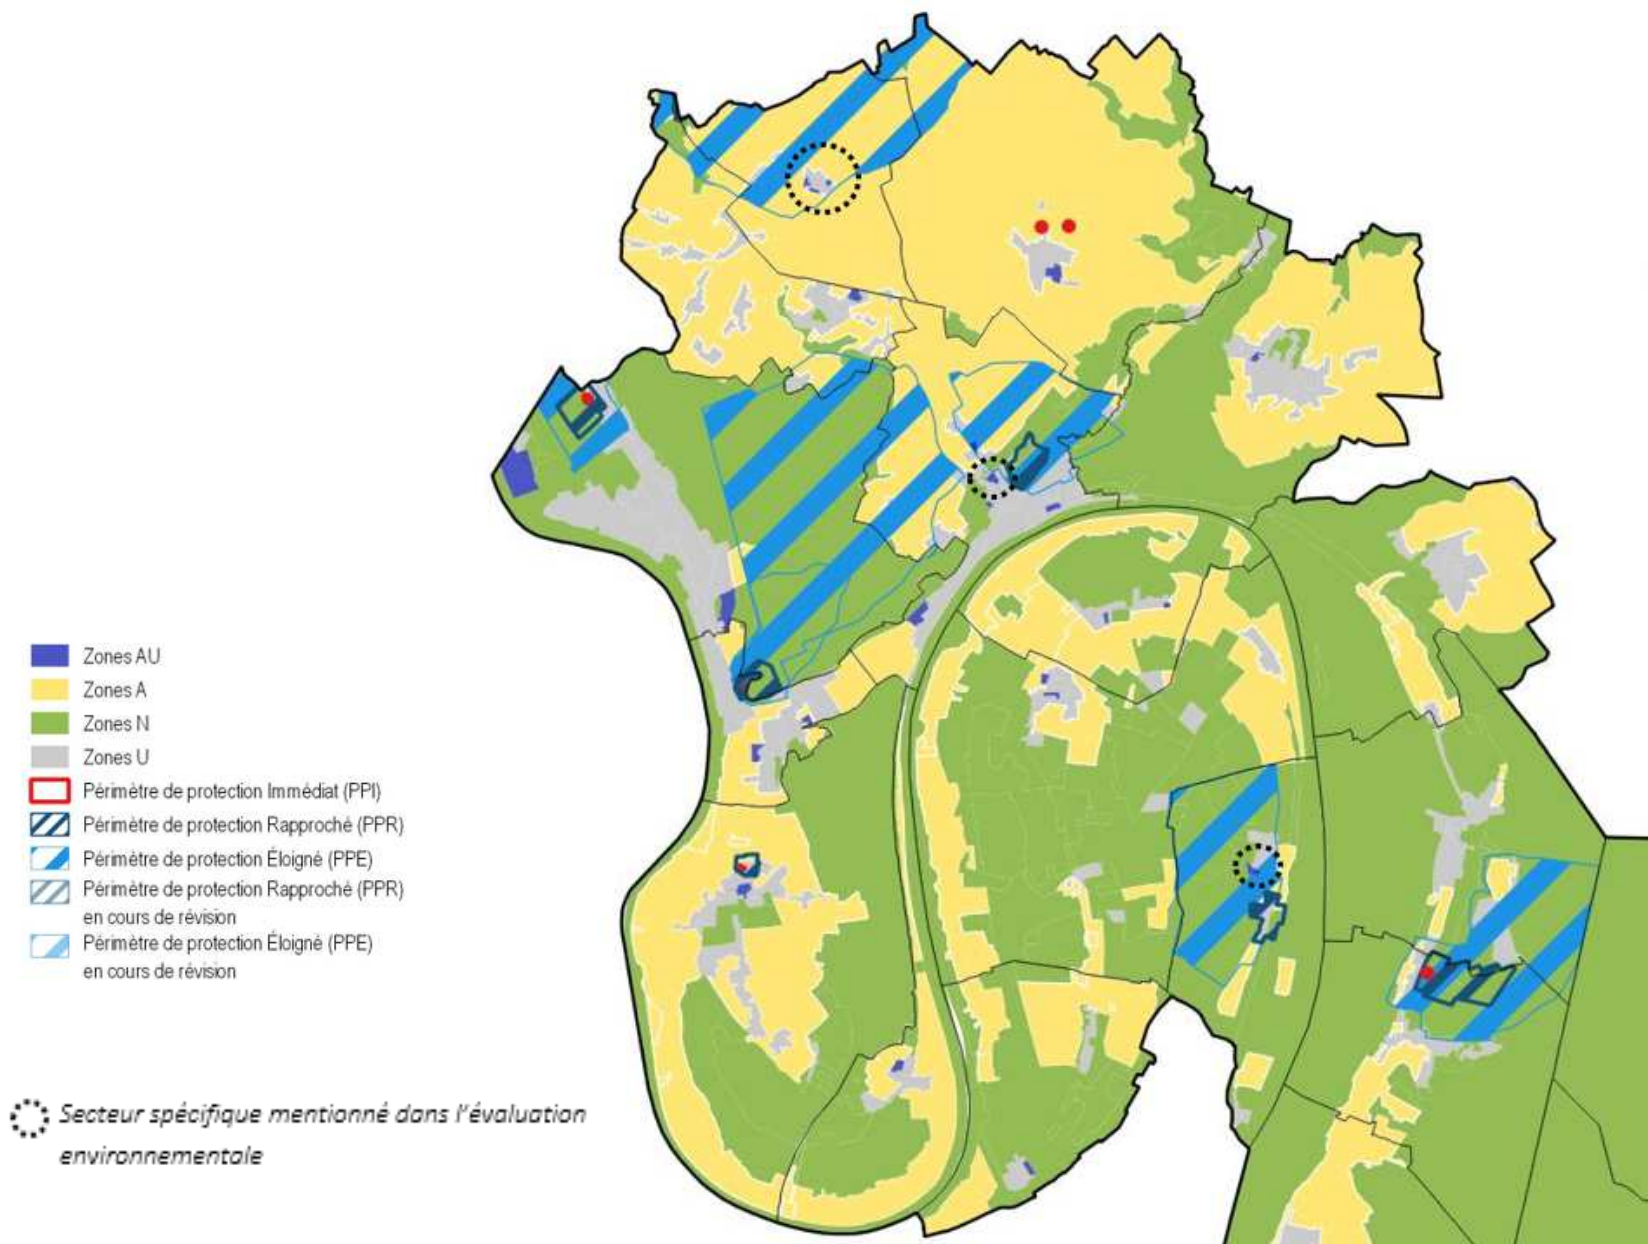 Zones AU
Zones A
Zones N
Zones U
Périmètre de protection Immédiat (PPI)
Périmètre de protection Rapproché (PPR)
Périmètre de protection Éloigné (PPE)
Périmètre de protection Rapproché (PPR)
en cours de révision
Périmètre de protection Éloigné (PPE)
en cours de révision
Secteur spécifique mentionné dans l'évaluation
environnementale